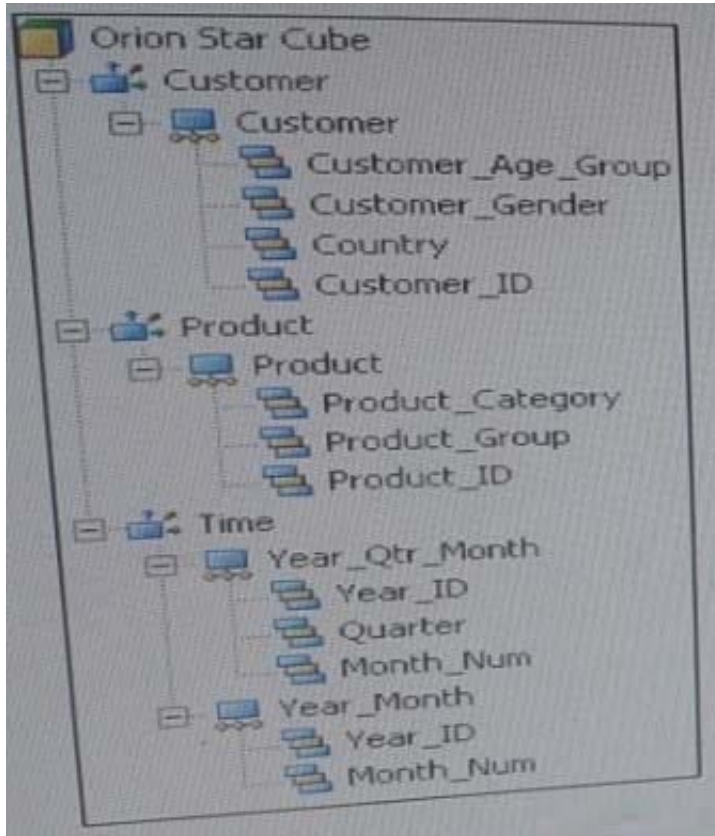 Orion Star Cube
Customer
Customer
Customer_Age_Group
Customer_Gender
Country
Customer_ID
Product
Product
Product_Category
Product_Group
Product_ID
Time
Year_Qtr_Month
Year_ID
Quarter
Month_Num
Year_Month
Year_ID
Month_Num